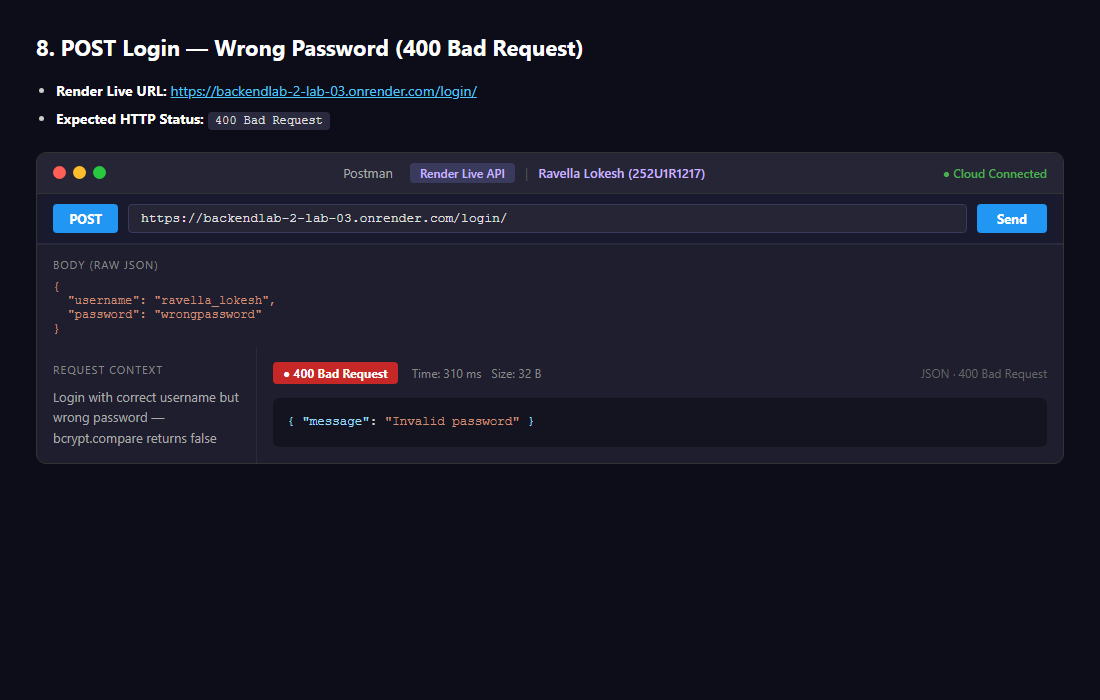 8. POST Login — Wrong Password (400 Bad Request)
• Render Live URL: https://backendlab-2-lab-03.onrender.com/login/
• Expected HTTP Status: 400 Bad Request
Postman Render Live API | Ravella Lokesh (252U1R1217) ● Cloud Connected
POST https://backendlab-2-lab-03.onrender.com/login/ Send
BODY (RAW JSON)
{
"username": "ravella_lokesh",
"password": "wrongpassword"
}
REQUEST CONTEXT
Login with correct username but
wrong password —
bcrypt.compare returns false
● 400 Bad Request Time: 310 ms Size: 32 B JSON · 400 Bad Request
{ "message": "Invalid password" }